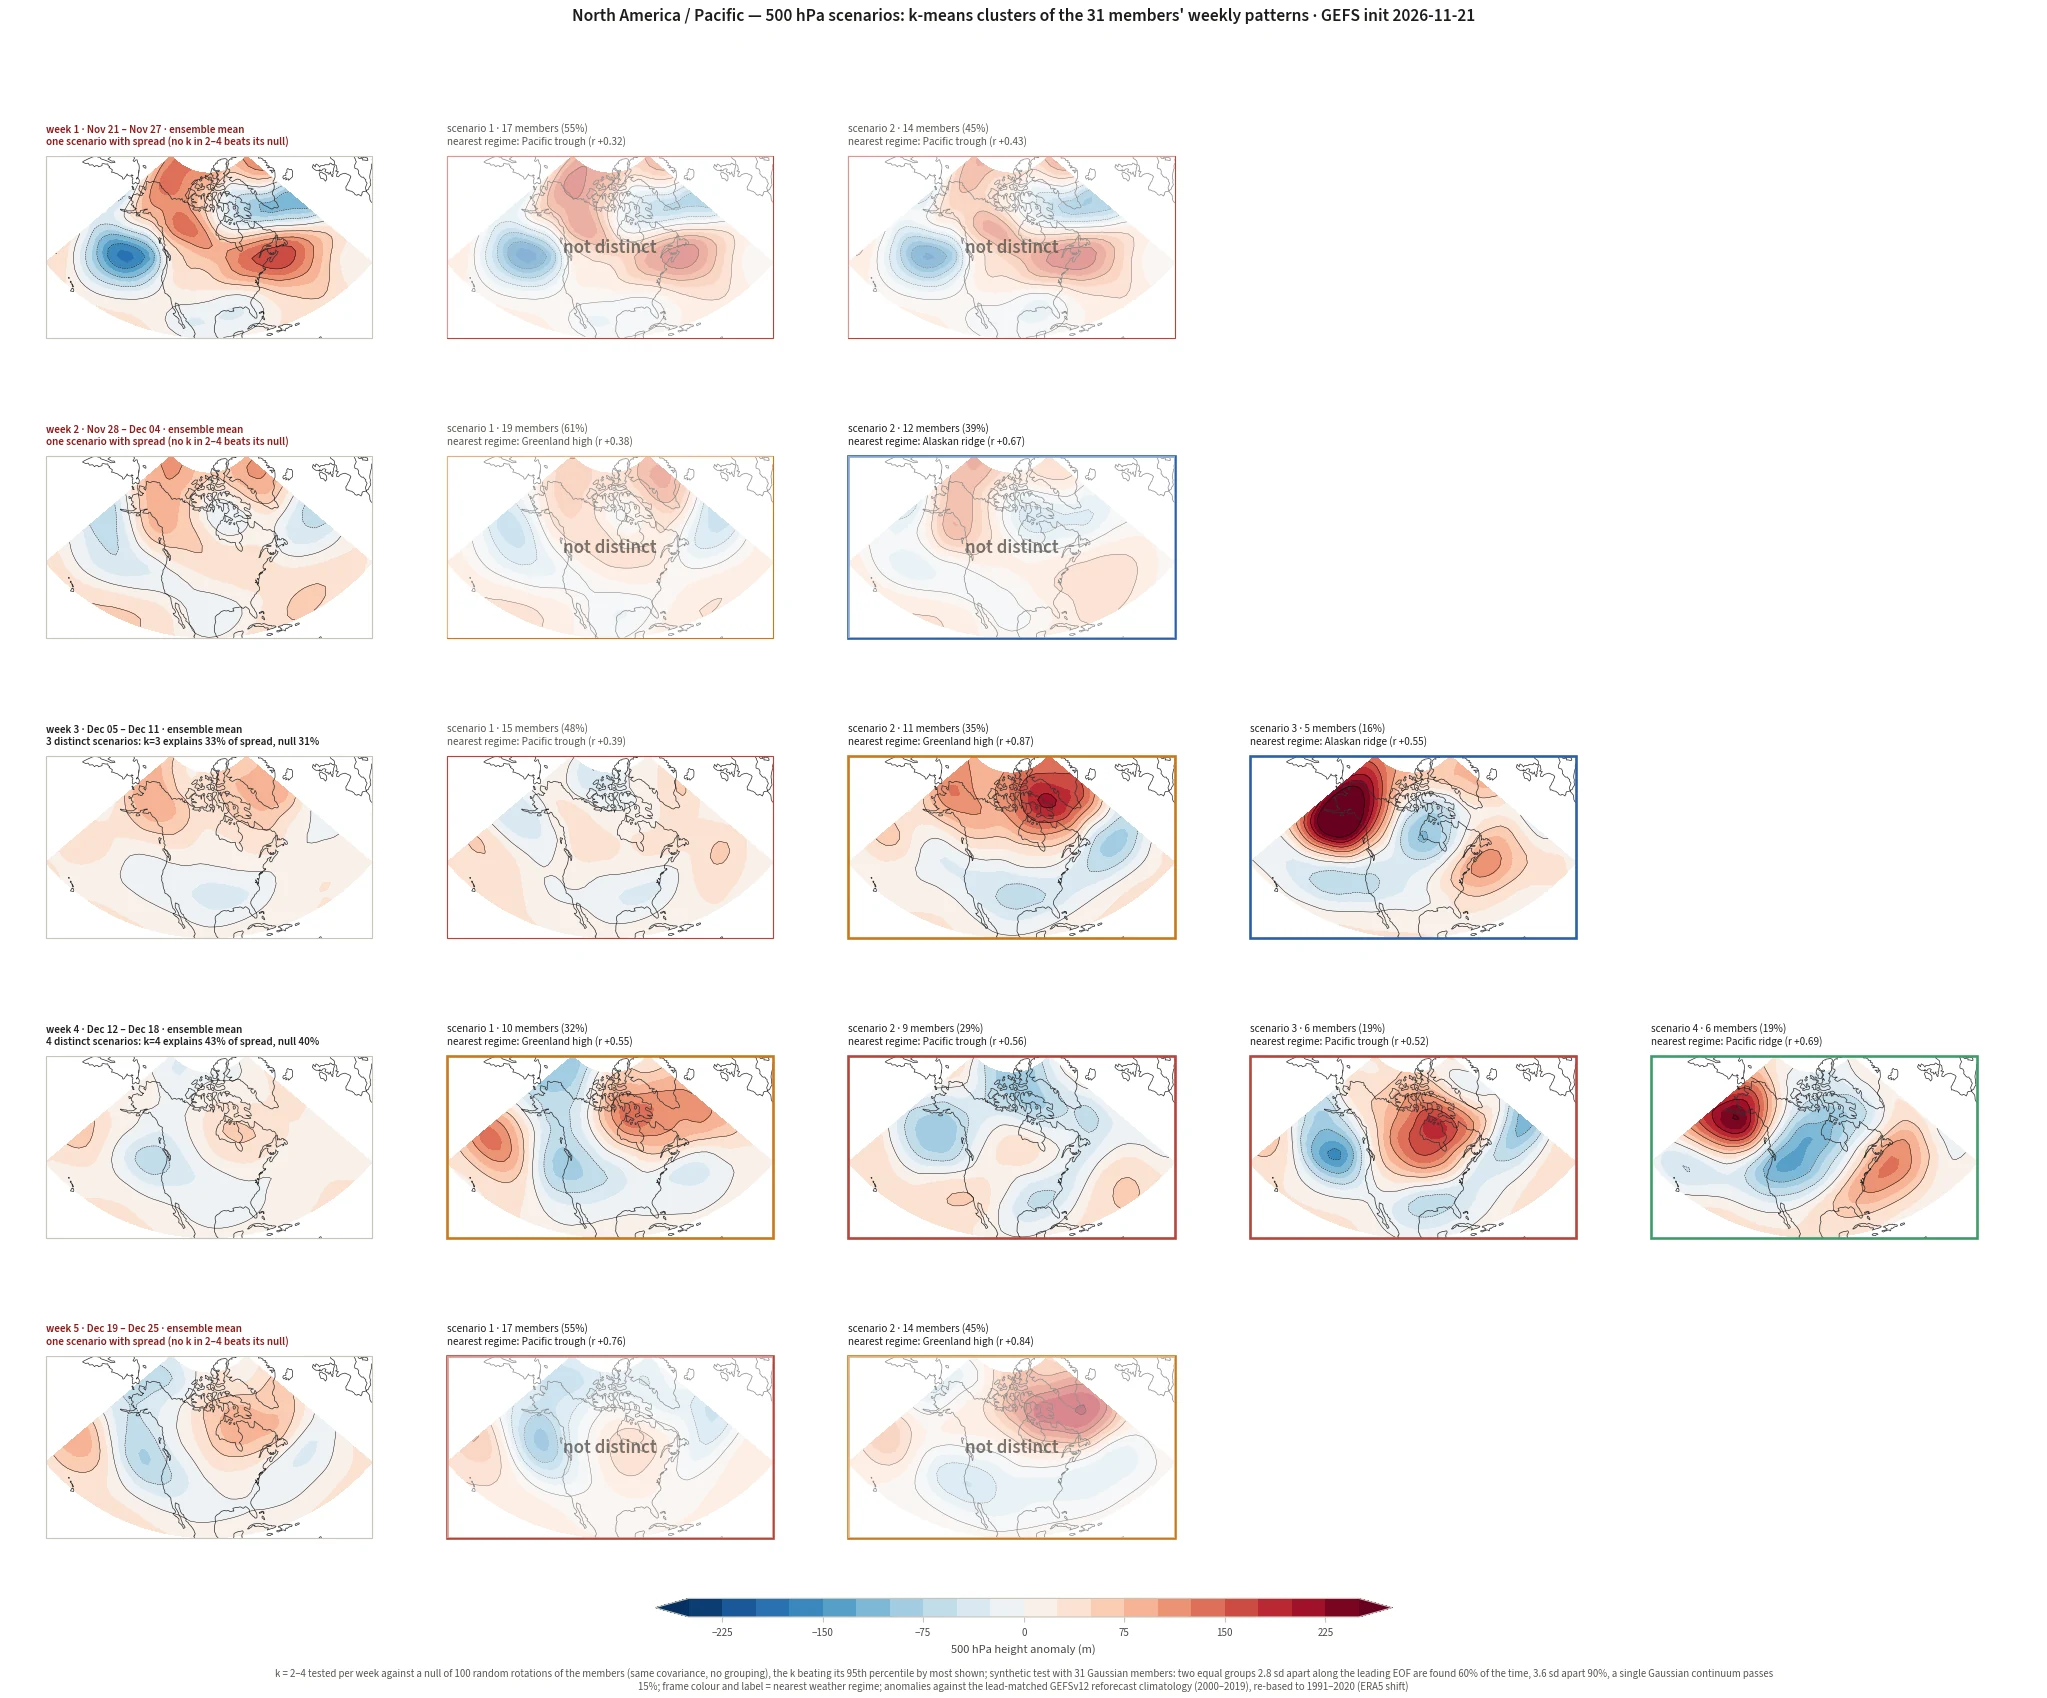 North America / Pacific — 500 hPa scenarios: k-means clusters of the 31 members' weekly patterns · GEFS init 2026-11-21
week 1 · Nov 21 – Nov 27 · ensemble mean
one scenario with spread (no k in 2–4 beats its null)
scenario 1 · 17 members (55%)
nearest regime: Pacific trough (r +0.32)
not distinct
scenario 2 · 14 members (45%)
nearest regime: Pacific trough (r +0.43)
not distinct
week 2 · Nov 28 – Dec 04 · ensemble mean
one scenario with spread (no k in 2–4 beats its null)
scenario 1 · 19 members (61%)
nearest regime: Greenland high (r +0.38)
not distinct
scenario 2 · 12 members (39%)
nearest regime: Alaskan ridge (r +0.67)
not distinct
week 3 · Dec 05 – Dec 11 · ensemble mean
3 distinct scenarios: k=3 explains 33% of spread, null 31%
scenario 1 · 15 members (48%)
nearest regime: Pacific trough (r +0.39)
scenario 2 · 11 members (35%)
nearest regime: Greenland high (r +0.87)
scenario 3 · 5 members (16%)
nearest regime: Alaskan ridge (r +0.55)
week 4 · Dec 12 – Dec 18 · ensemble mean
4 distinct scenarios: k=4 explains 43% of spread, null 40%
scenario 1 · 10 members (32%)
nearest regime: Greenland high (r +0.55)
scenario 2 · 9 members (29%)
nearest regime: Pacific trough (r +0.56)
scenario 3 · 6 members (19%)
nearest regime: Pacific trough (r +0.52)
scenario 4 · 6 members (19%)
nearest regime: Pacific ridge (r +0.69)
week 5 · Dec 19 – Dec 25 · ensemble mean
one scenario with spread (no k in 2–4 beats its null)
scenario 1 · 17 members (55%)
nearest regime: Pacific trough (r +0.76)
not distinct
scenario 2 · 14 members (45%)
nearest regime: Greenland high (r +0.84)
not distinct
−225 −150 −75 0 75 150 225
500 hPa height anomaly (m)
k = 2–4 tested per week against a null of 100 random rotations of the members (same covariance, no grouping), the k beating its 95th percentile by most shown; synthetic test with 31 Gaussian members: two equal groups 2.8 sd apart along the leading EOF are found 60% of the time, 3.6 sd apart 90%, a single Gaussian continuum passes
15%; frame colour and label = nearest weather regime; anomalies against the lead-matched GEFSv12 reforecast climatology (2000–2019), re-based to 1991–2020 (ERA5 shift)